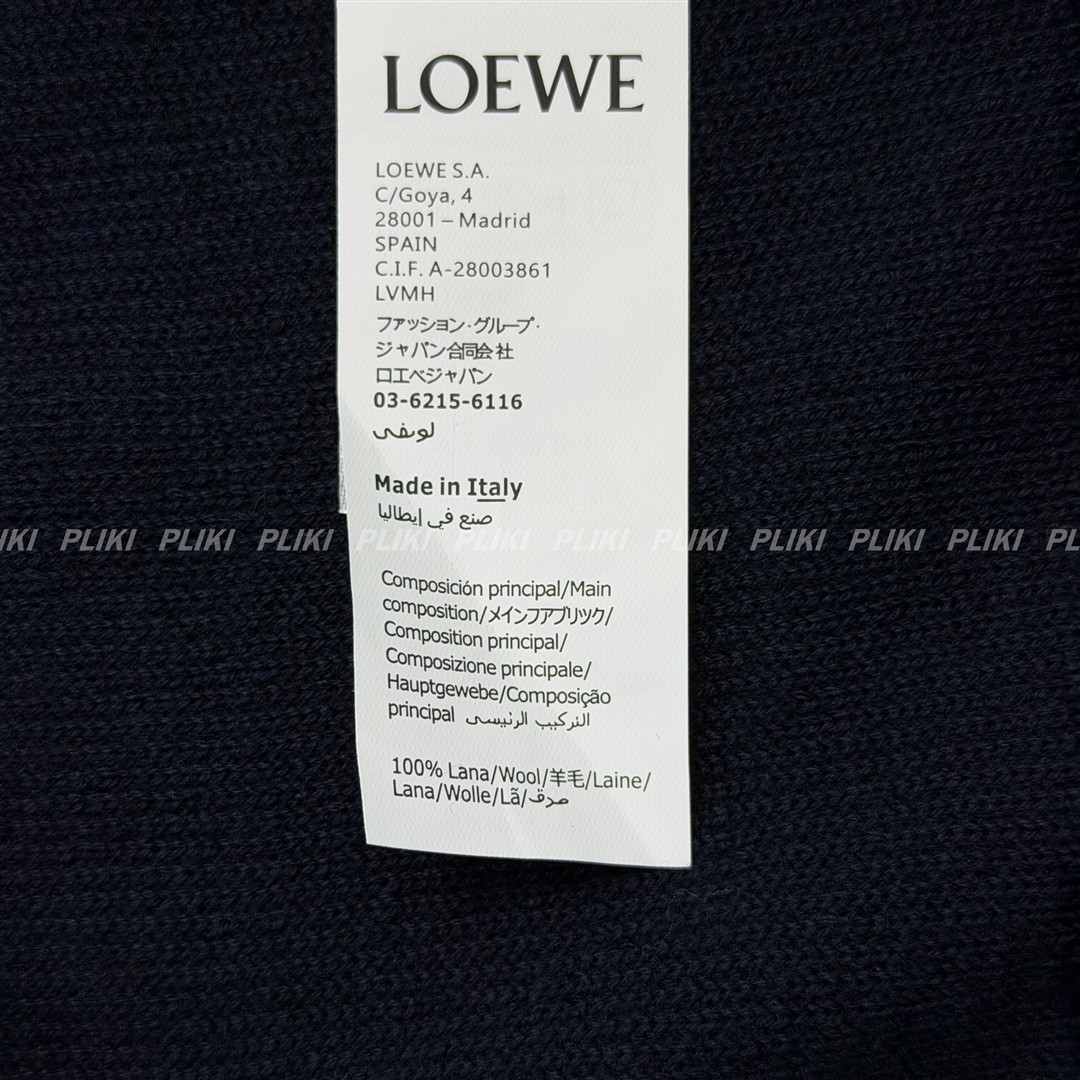 LOEWE
LOEWE S.A.
C/Goya, 4
28001 – Madrid
SPAIN
C.I.F. A-28003861
LVMH
ファッション・グループ・
ジャパン合同会社
ロエベジャパン
03-6215-6116
لوىفى
Made in Italy
صنع في إيطاليا
PLIKI PLIKI PLIKI PLIKI PLIKI PLIKI PLIKI PLIKI PLIKI PLIKI
Composición principal/Main
composition/メインファブリック/
Composition principal/
Composizione principale/
Hauptgewebe/Composição
principal التركيب الرئيسى
100% Lana/Wool/羊毛/Laine/
Lana/Wolle/Lã/صدف